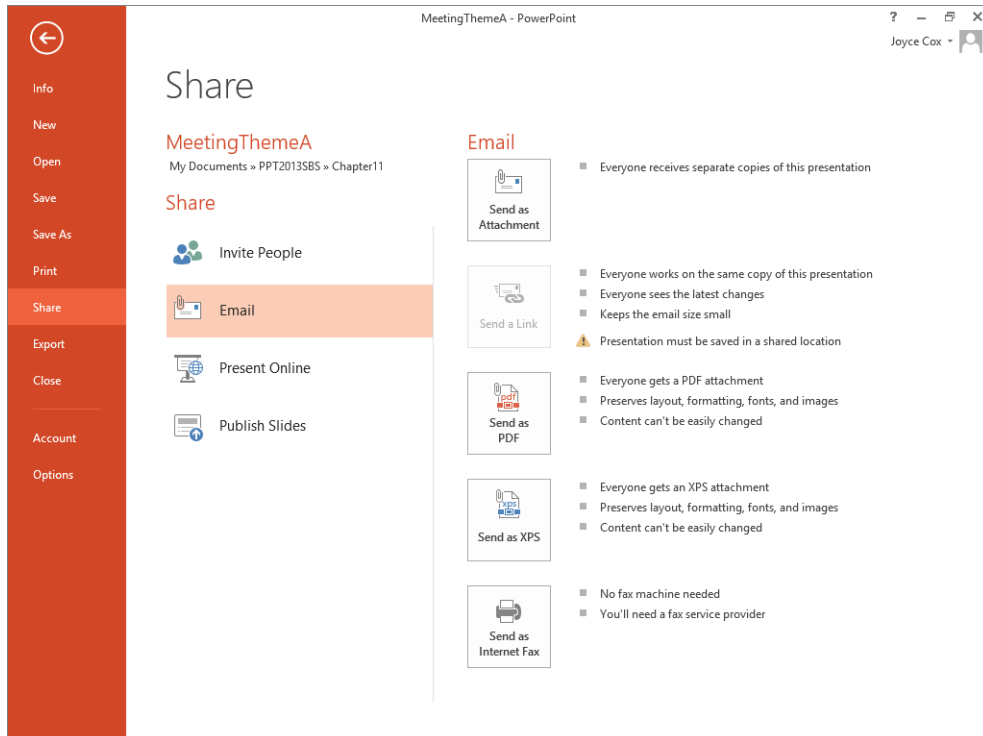 MeetingThemeA - PowerPoint
?
Joyce Cox
Info
New
Open
Save
Save As
Print
Share
Export
Close
Account
Options
Share
MeetingThemeA
My Documents » PPT2013SBS » Chapter11
Share
Invite People
Email
Present Online
Publish Slides
Email
Send as
Attachment
Everyone receives separate copies of this presentation
Send a Link
Everyone works on the same copy of this presentation
Everyone sees the latest changes
Keeps the email size small
Presentation must be saved in a shared location
pdf
Send as
PDF
Everyone gets a PDF attachment
Preserves layout, formatting, fonts, and images
Content can't be easily changed
xps
Send as XPS
Everyone gets an XPS attachment
Preserves layout, formatting, fonts, and images
Content can't be easily changed
Send as
Internet Fax
No fax machine needed
You'll need a fax service provider